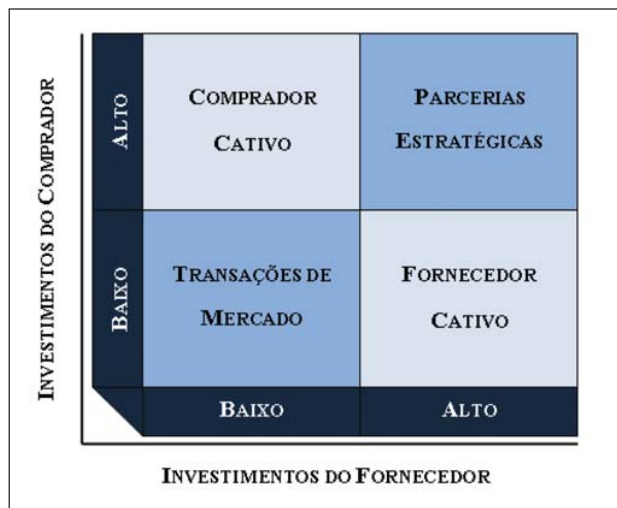 INVESTIMENTOS DO COMPRADOR
ALTO
COMPRADOR
CATIVO
PARCERIAS
ESTRATÉGICAS
BAIXO
TRANSAÇÕES DE
MERCADO
FORNECEDOR
CATIVO
BAIXO
ALTO
INVESTIMENTOS DO FORNECEDOR